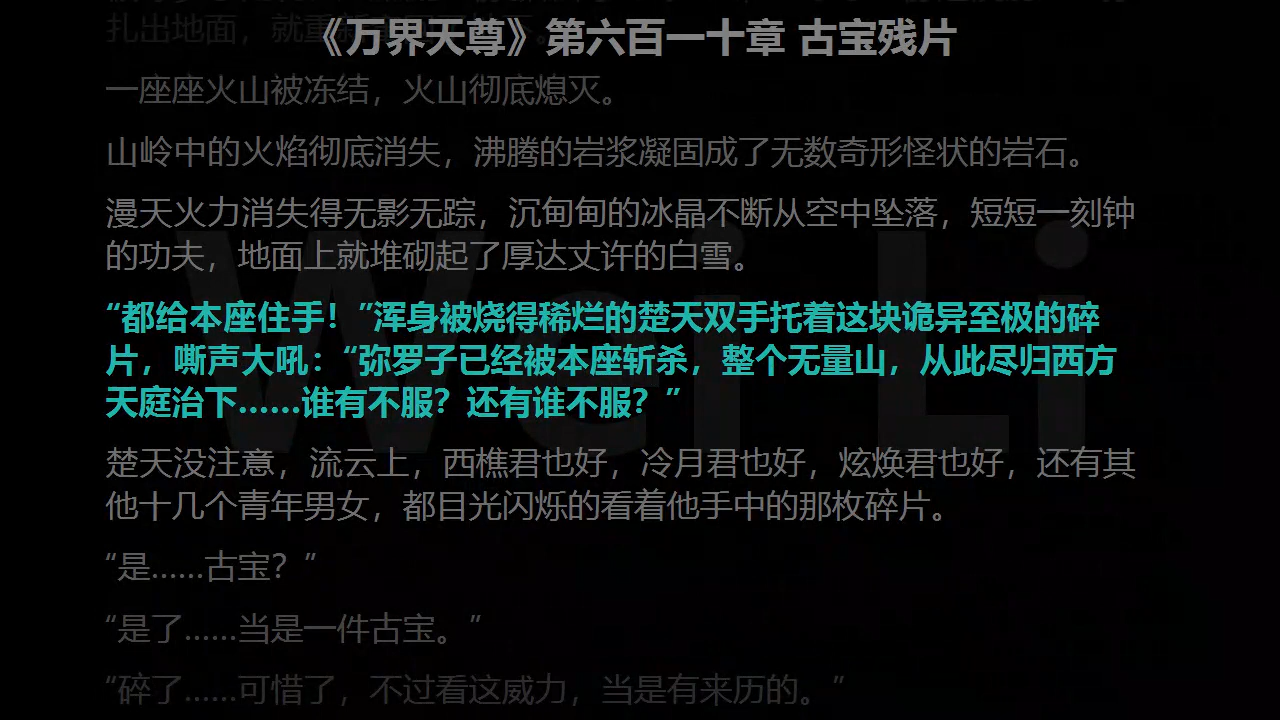 《万界天尊》第六百一十章 古宝残片
扎出地面，就重新
一座座火山被冻结，火山彻底熄灭。
山岭中的火焰彻底消失，沸腾的岩浆凝固成了无数奇形怪状的岩石。
漫天火力消失得无影无踪，沉甸甸的冰晶不断从空中坠落，短短一刻钟
的功夫，地面上就堆砌起了厚达丈许的白雪。
“都给本座住手！”浑身被烧得稀烂的楚天双手托着这块诡异至极的碎
片，嘶声大吼：“弥罗子已经被本座斩杀，整个无量山，从此尽归西方
天庭治下……谁有不服？还有谁不服？”
楚天没注意，流云上，西樵君也好，冷月君也好，炫焕君也好，还有其
他十几个青年男女，都目光闪烁的看着他手中的那枚碎片。
“是……古宝？”
“是了……当是一件古宝。”
“碎了……可惜了，不过看这威力，当是有来历的。”
Wei Li